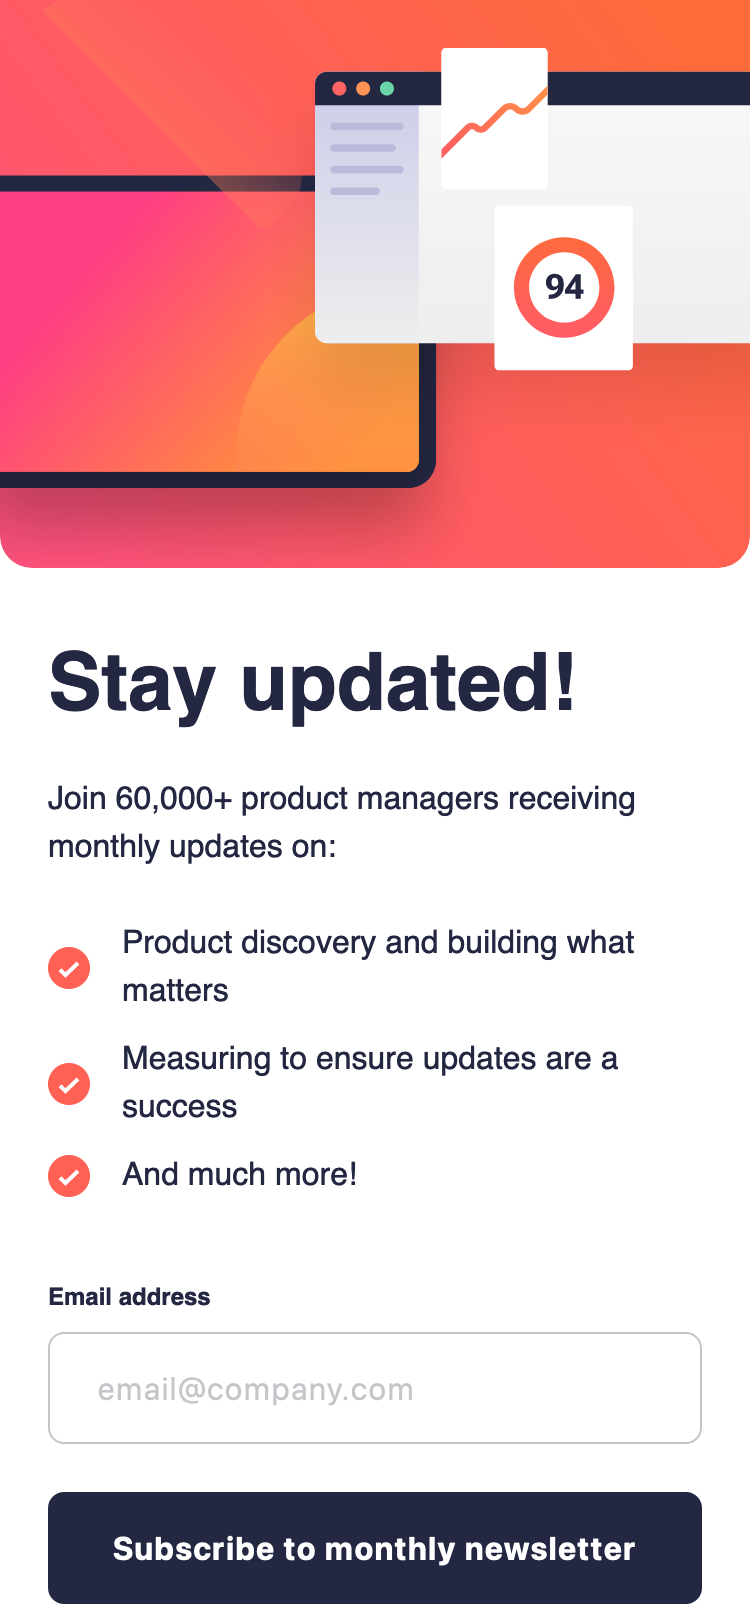 94
Stay updated!
Join 60,000+ product managers receiving
monthly updates on:
Product discovery and building what
matters
Measuring to ensure updates are a
success
And much more!
Email address
email@company.com
Subscribe to monthly newsletter